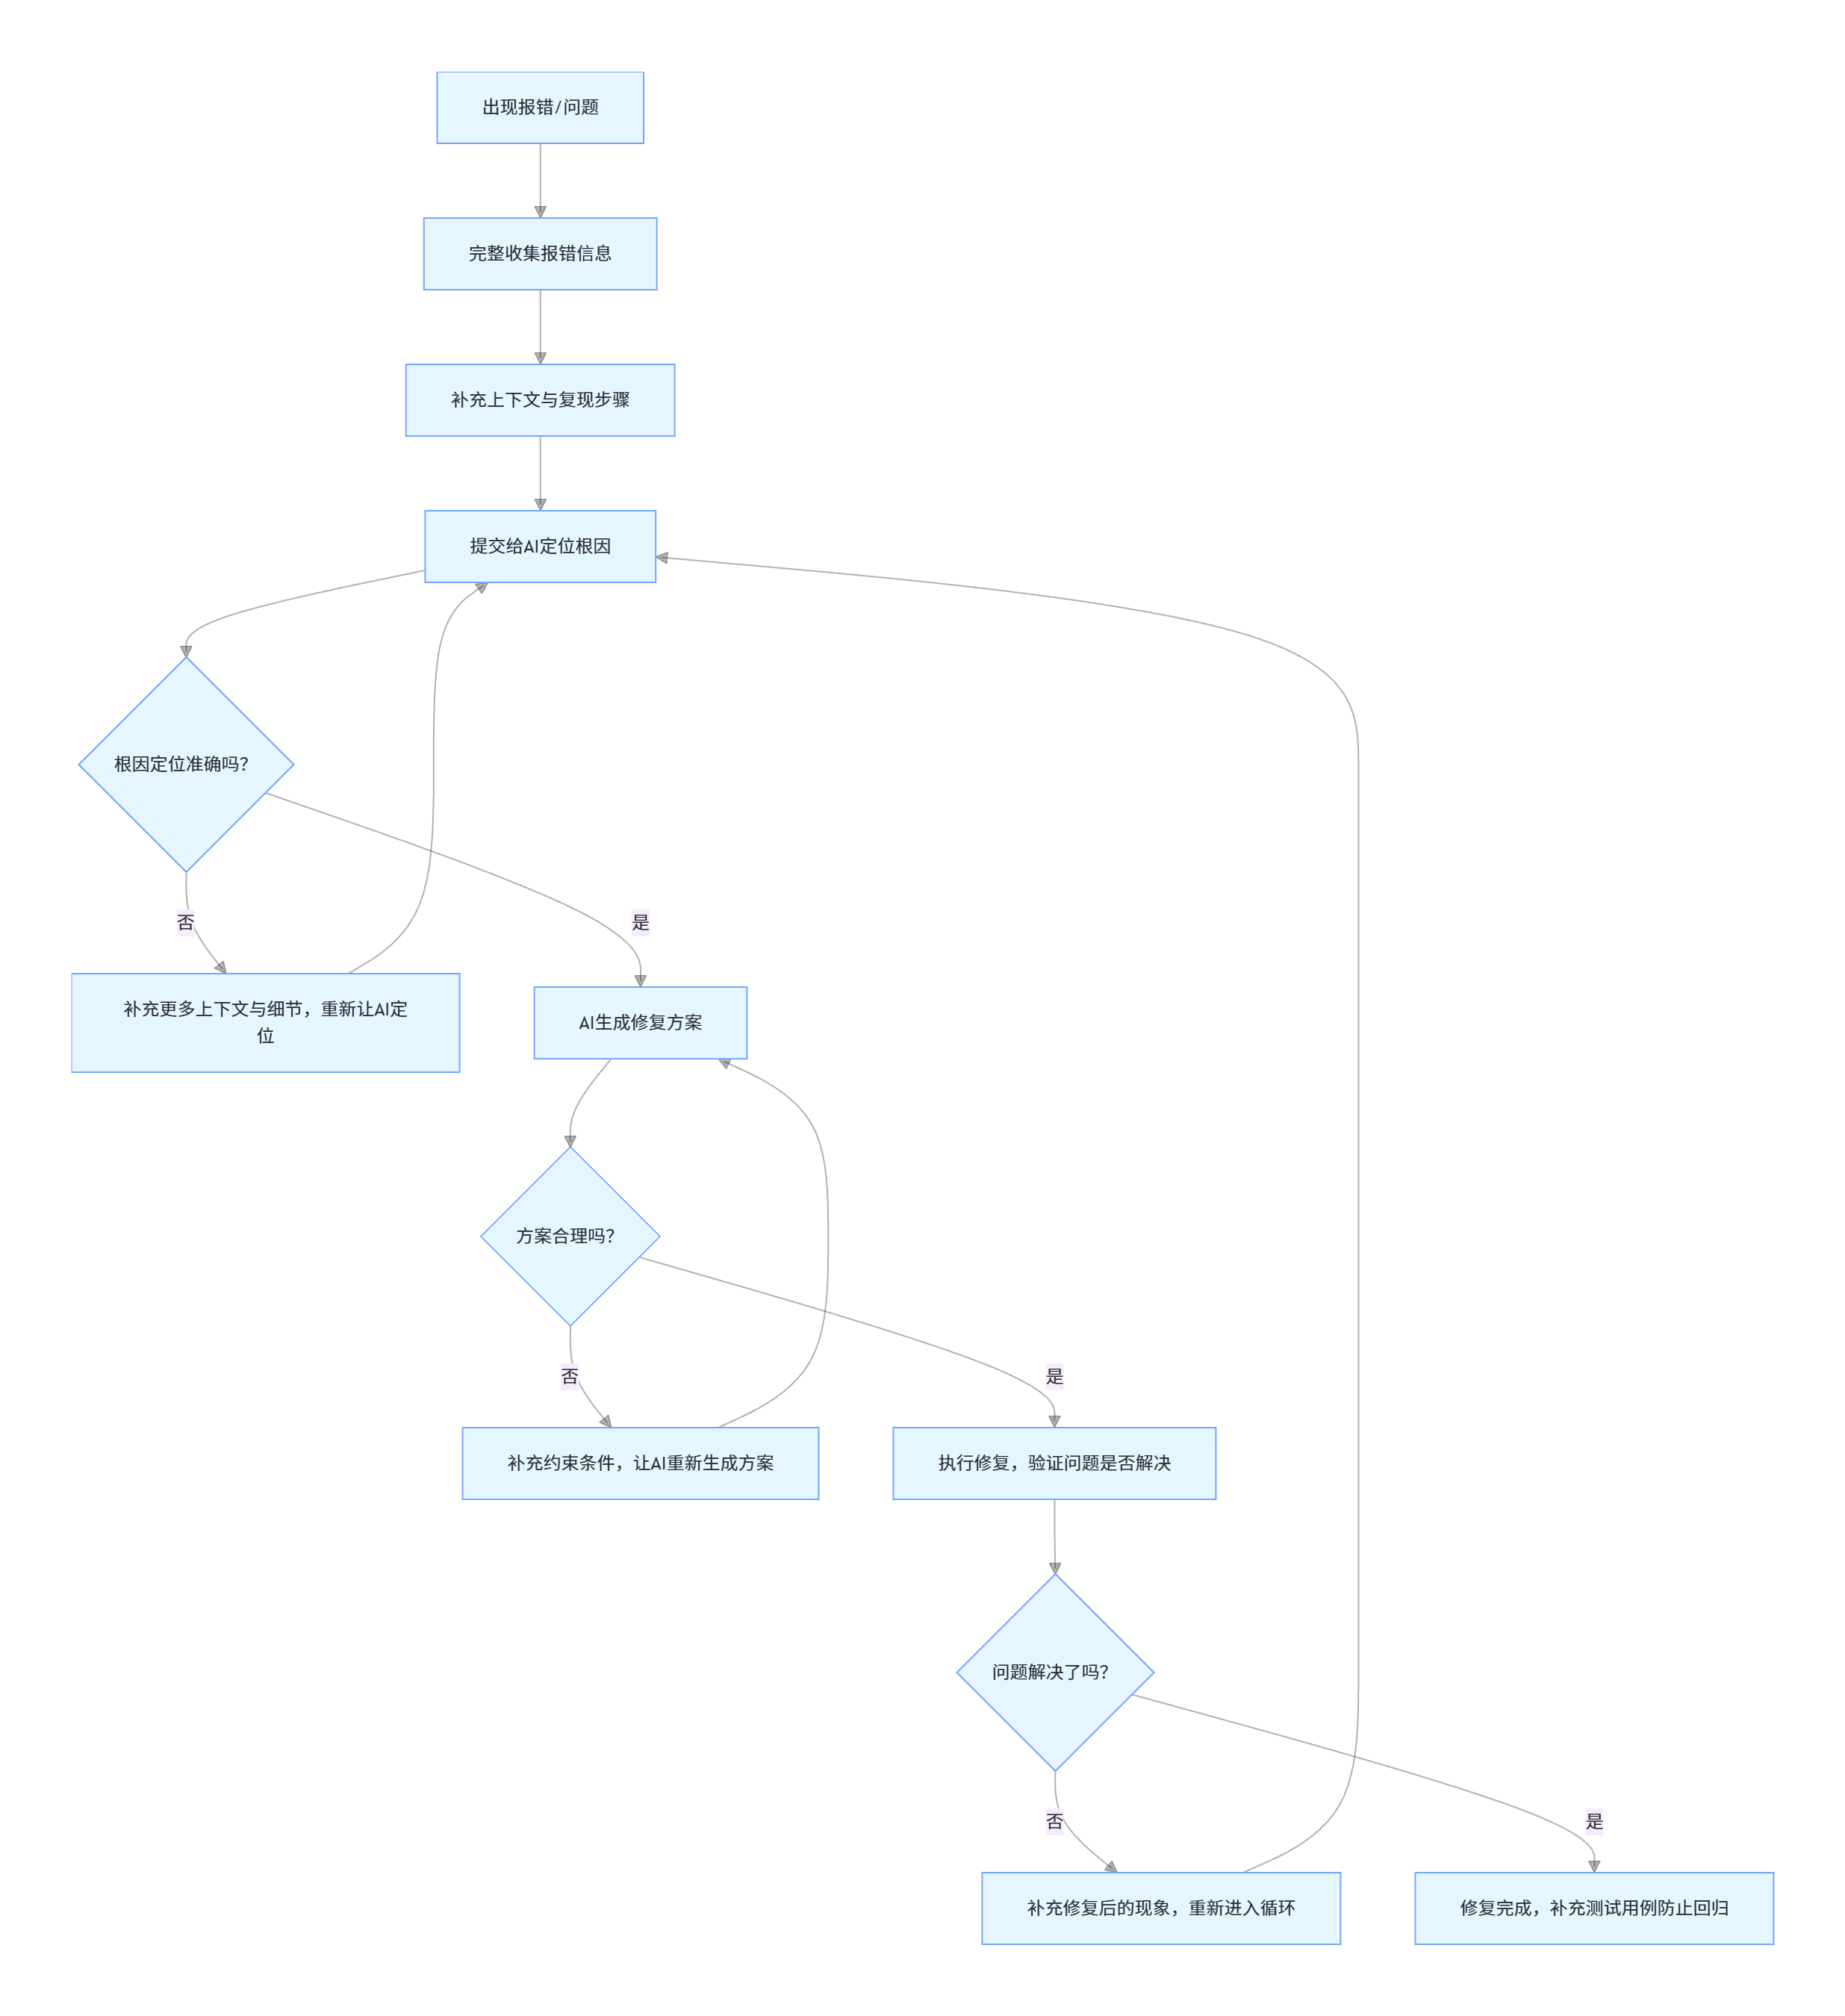 出现报错/问题
完整收集报错信息
补充上下文与复现步骤
提交给AI定位根因
根因定位准确吗？
否
是
补充更多上下文与细节，重新让AI定
位
AI生成修复方案
方案合理吗？
否
是
补充约束条件，让AI重新生成方案
执行修复，验证问题是否解决
问题解决了吗？
否
是
补充修复后的现象，重新进入循环
修复完成，补充测试用例防止回归